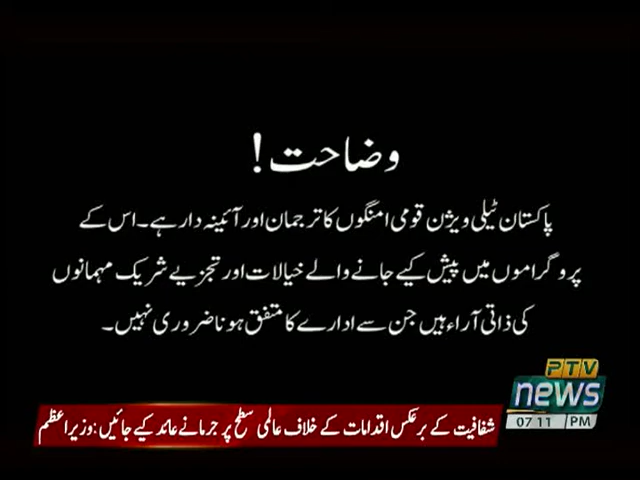 وضاحت!
پاکستان ٹیلی ویژن قومی امنگوں کا ترجمان اور آئینہ دار ہے۔ اس کے
پروگراموں میں پیش کیے جانے والے خیالات اور تجزیے شریک مہمانوں
کی ذاتی آراء ہیں جن سے ادارے کا متفق ہونا ضروری نہیں۔
PTV
news
شفافیت کے برعکس اقدامات کے خلاف عالمی سطح پر جرمانے عائد کیے جائیں: وزیراعظم
07:11 PM